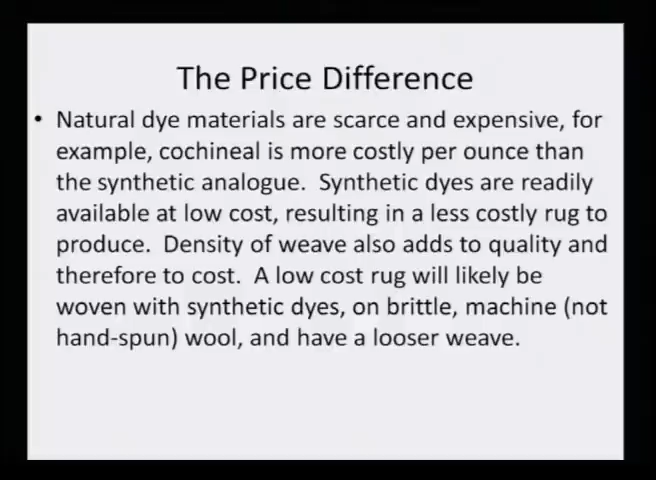 The Price Difference
• Natural dye materials are scarce and expensive, for
example, cochineal is more costly per ounce than
the synthetic analogue.  Synthetic dyes are readily
available at low cost, resulting in a less costly rug to
produce.  Density of weave also adds to quality and
therefore to cost.  A low cost rug will likely be
woven with synthetic dyes, on brittle, machine (not
hand-spun) wool, and have a looser weave.